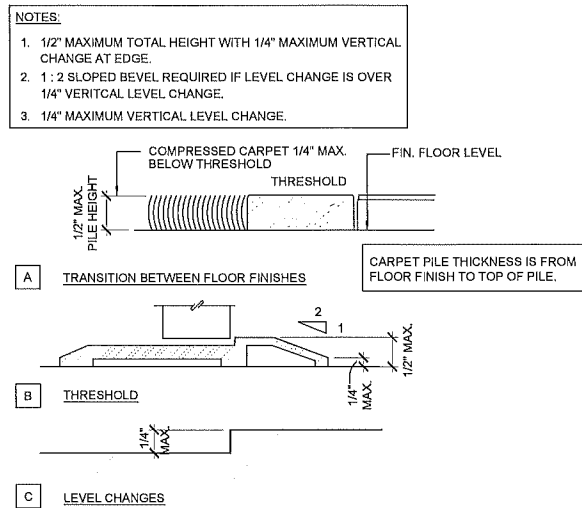 NOTES:
1. 1/2" MAXIMUM TOTAL HEIGHT WITH 1/4" MAXIMUM VERTICAL
CHANGE AT EDGE.
2. 1 : 2 SLOPED BEVEL REQUIRED IF LEVEL CHANGE IS OVER
1/4" VERITCAL LEVEL CHANGE.
3. 1/4" MAXIMUM VERTICAL LEVEL CHANGE.
COMPRESSED CARPET 1/4" MAX.
BELOW THRESHOLD
FIN. FLOOR LEVEL
THRESHOLD
1/2" MAX.
PILE HEIGHT
CARPET PILE THICKNESS IS FROM
FLOOR FINISH TO TOP OF PILE.
A TRANSITION BETWEEN FLOOR FINISHES
2
1
1/2" MAX.
1/4"
MAX.
B THRESHOLD
1/4"
MAX.
C LEVEL CHANGES